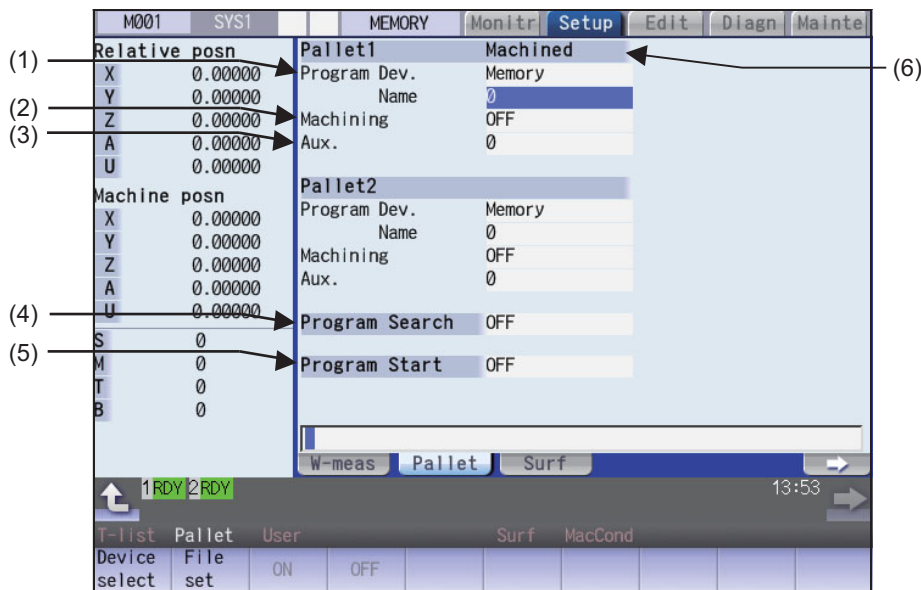 M001 SYS1 MEMORY Monitr Setup Edit Diagn Mainte
Relative posn
X 0.00000
Y 0.00000
Z 0.00000
A 0.00000
U 0.00000
Machine posn
X 0.00000
Y 0.00000
Z 0.00000
A 0.00000
U 0.00000
S 0
M 0
T 0
B 0
Pallet1 Machined
Program Dev. Memory
Name 0
Machining OFF
Aux. 0
Pallet2
Program Dev. Memory
Name 0
Machining OFF
Aux. 0
Program Search OFF
Program Start OFF
(1)
(2)
(3)
(4)
(5)
(6)
W-meas Pallet Surf
1RDY 2RDY 13:53
T-list Pallet User Surf MacCond
Device select
File set
ON
OFF